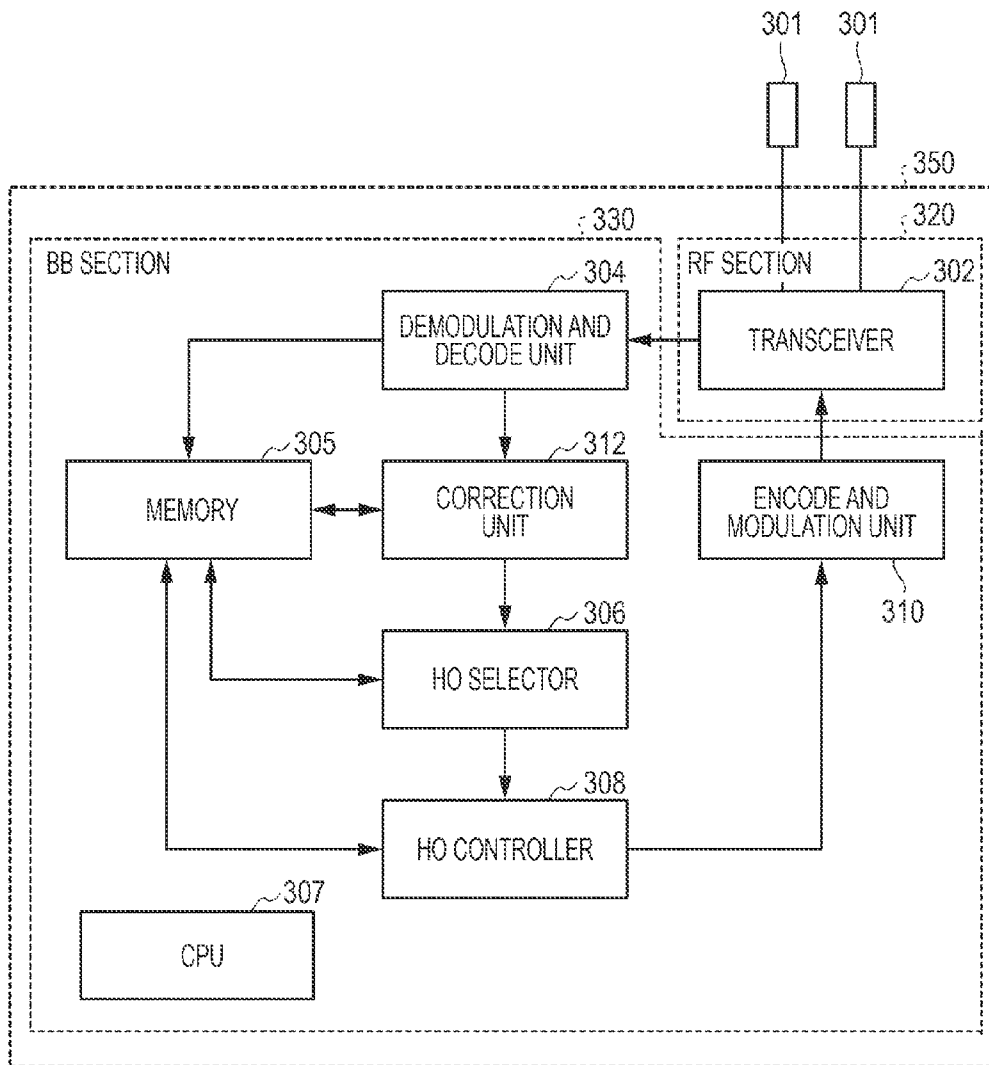 301
301
350
330
320
BB SECTION
RF SECTION
304
302
DEMODULATION AND
DECODE UNIT
TRANSCEIVER
305
312
MEMORY
CORRECTION
UNIT
ENCODE AND
MODULATION UNIT
306
310
HO SELECTOR
308
HO CONTROLLER
307
CPU